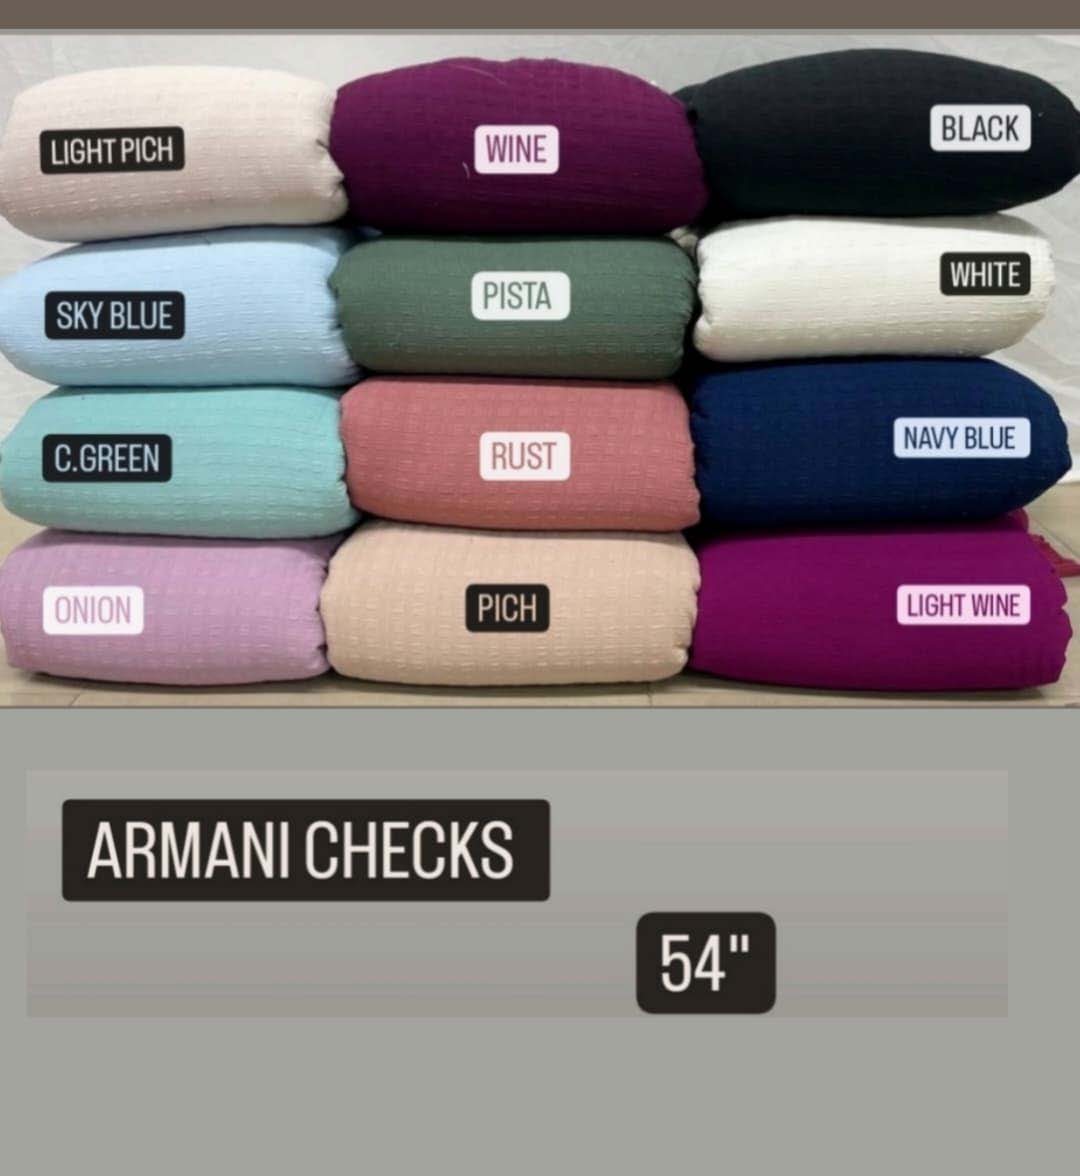 LIGHT PICH
WINE
BLACK
SKY BLUE
PISTA
WHITE
C.GREEN
RUST
NAVY BLUE
ONION
PICH
LIGHT WINE
ARMANI CHECKS
54"